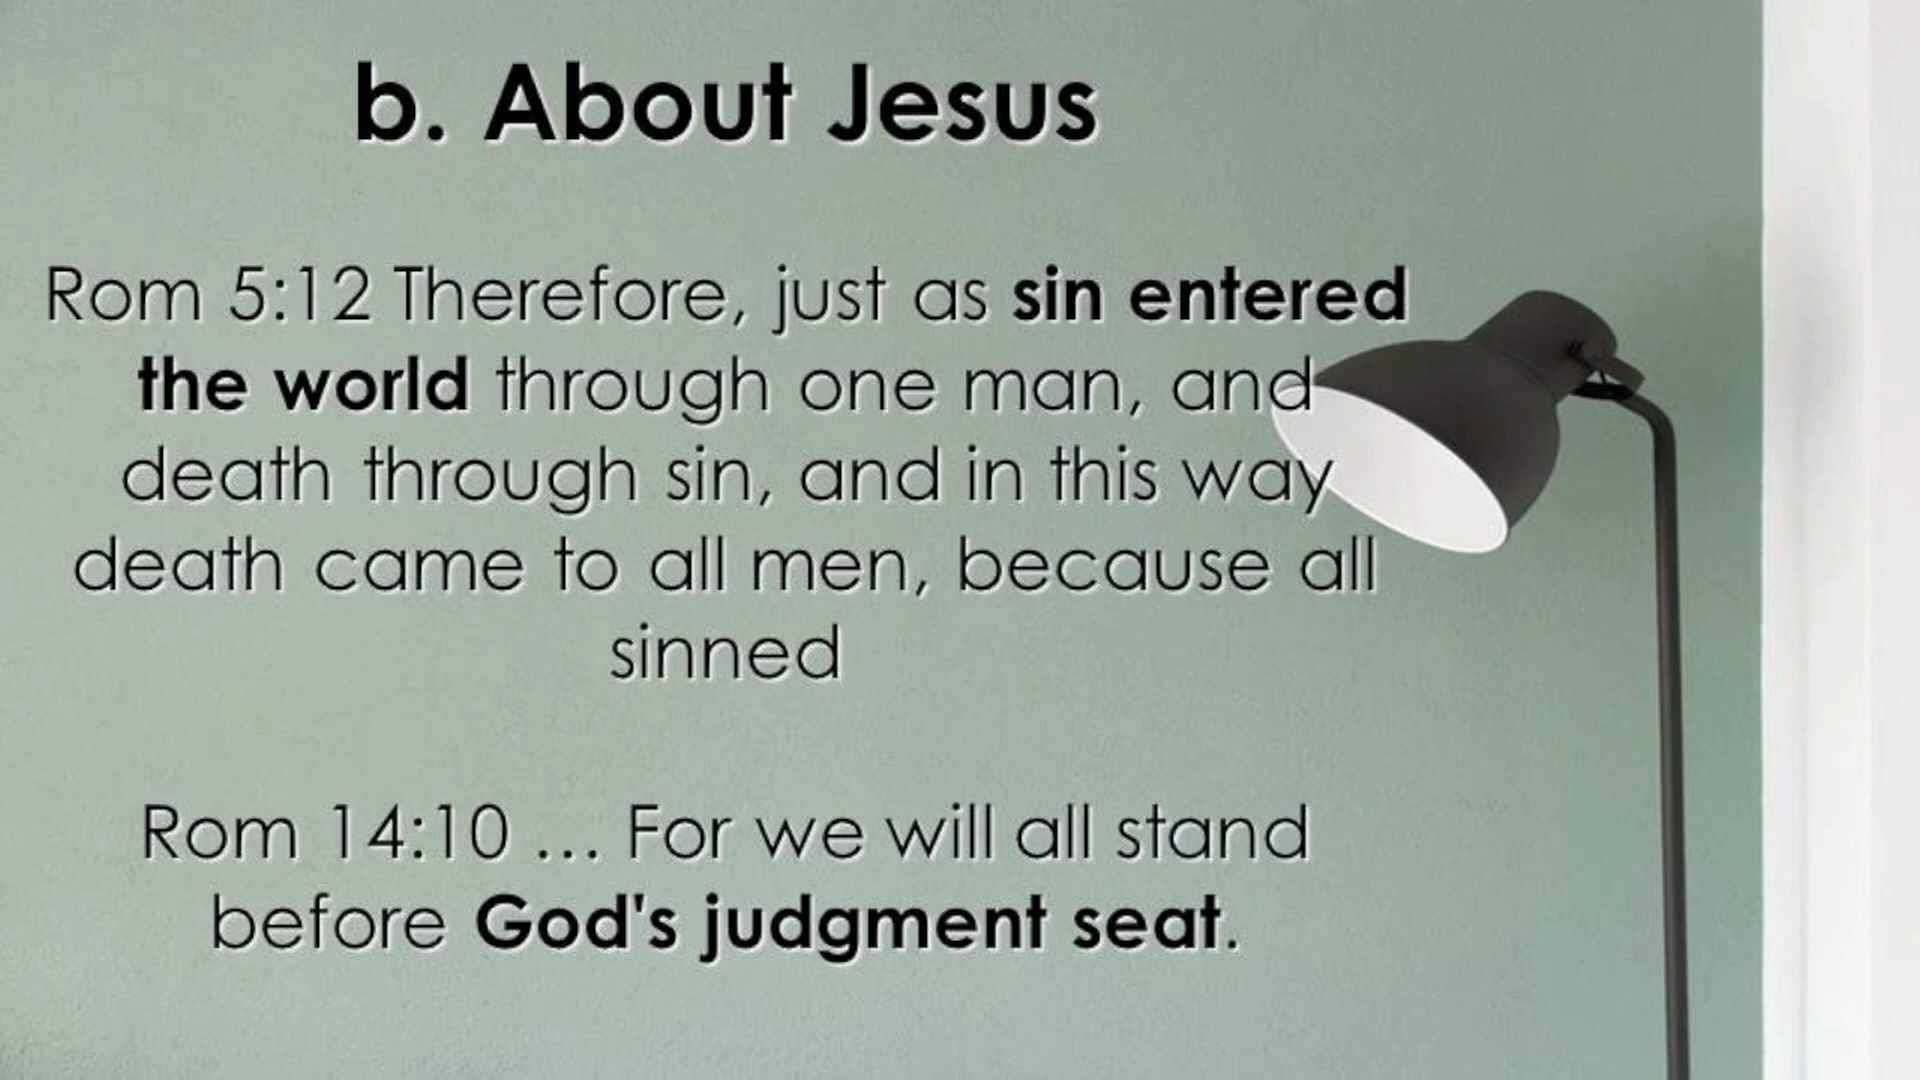 b. About Jesus
Rom 5:12 Therefore, just as sin entered
the world through one man, and
death through sin, and in this way
death came to all men, because all
sinned
Rom 14:10 ... For we will all stand
before God's judgment seat.